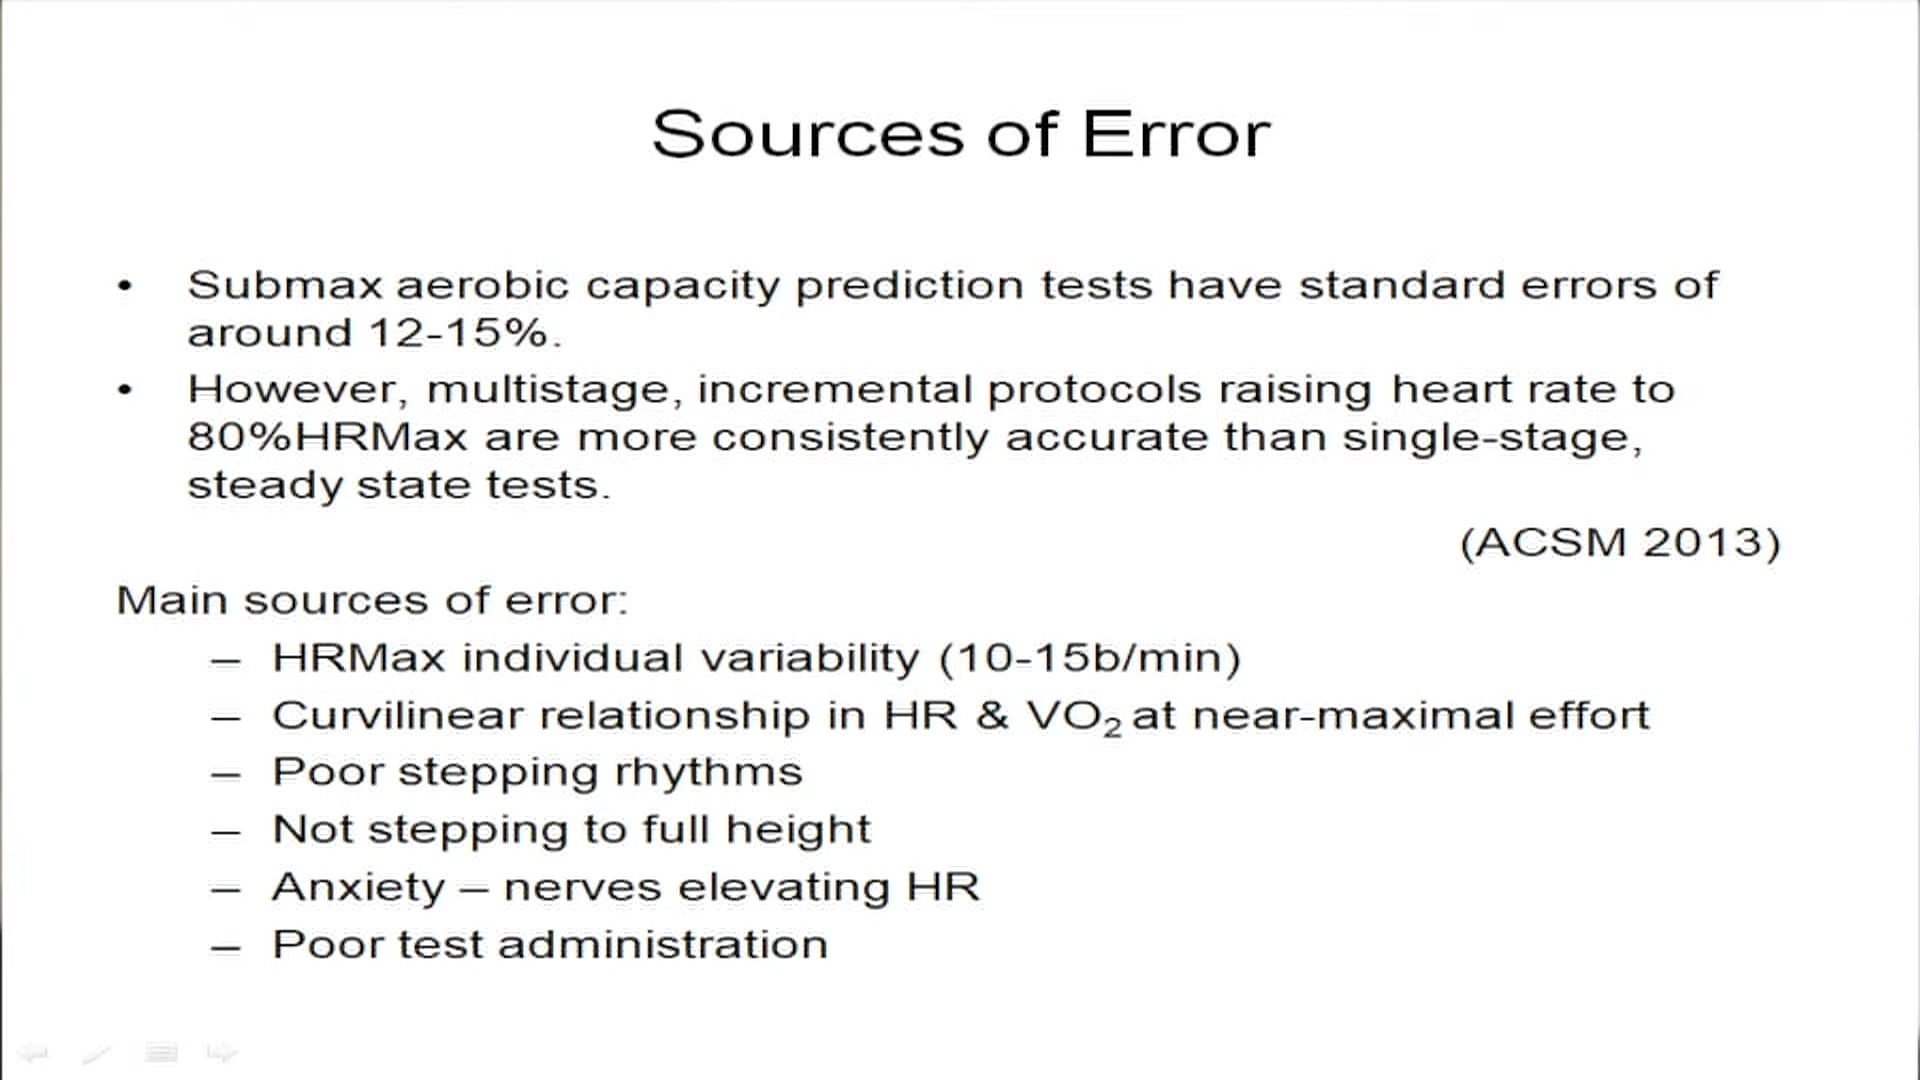 Sources of Error
• Submax aerobic capacity prediction tests have standard errors of
around 12-15%.
• However, multistage, incremental protocols raising heart rate to
80%HRMax are more consistently accurate than single-stage,
steady state tests.
(ACSM 2013)
Main sources of error:
– HRMax individual variability (10-15b/min)
– Curvilinear relationship in HR & VO₂ at near-maximal effort
– Poor stepping rhythms
– Not stepping to full height
– Anxiety – nerves elevating HR
– Poor test administration